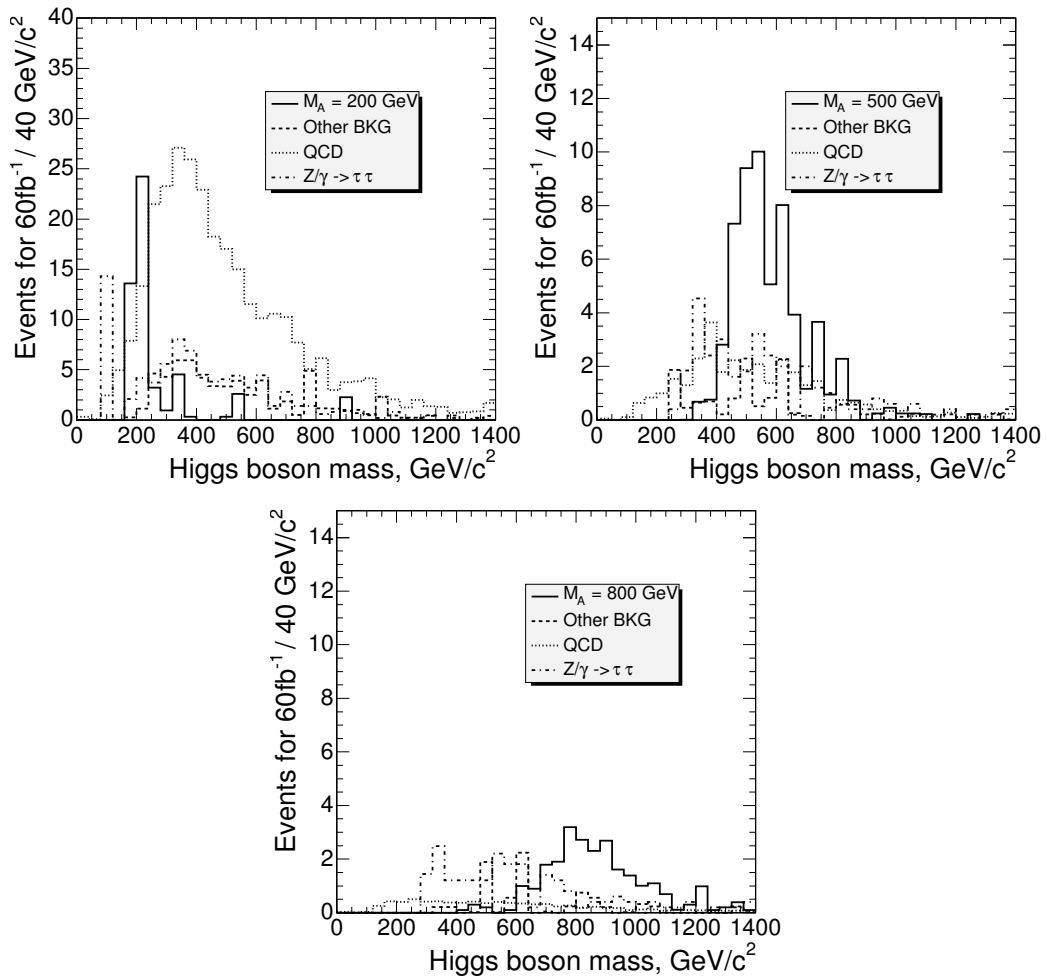 Events for 60fb⁻¹ / 40 GeV/c²
40
35
30
25
20
15
10
5
0
M_A = 200 GeV
Other BKG
QCD
Z/γ -> τ τ
0 200 400 600 800 1000 1200 1400
Higgs boson mass, GeV/c²
Events for 60fb⁻¹ / 40 GeV/c²
14
12
10
8
6
4
2
0
M_A = 500 GeV
Other BKG
QCD
Z/γ -> τ τ
0 200 400 600 800 1000 1200 1400
Higgs boson mass, GeV/c²
Events for 60fb⁻¹ / 40 GeV/c²
14
12
10
8
6
4
2
0
M_A = 800 GeV
Other BKG
QCD
Z/γ -> τ τ
0 200 400 600 800 1000 1200 1400
Higgs boson mass, GeV/c²